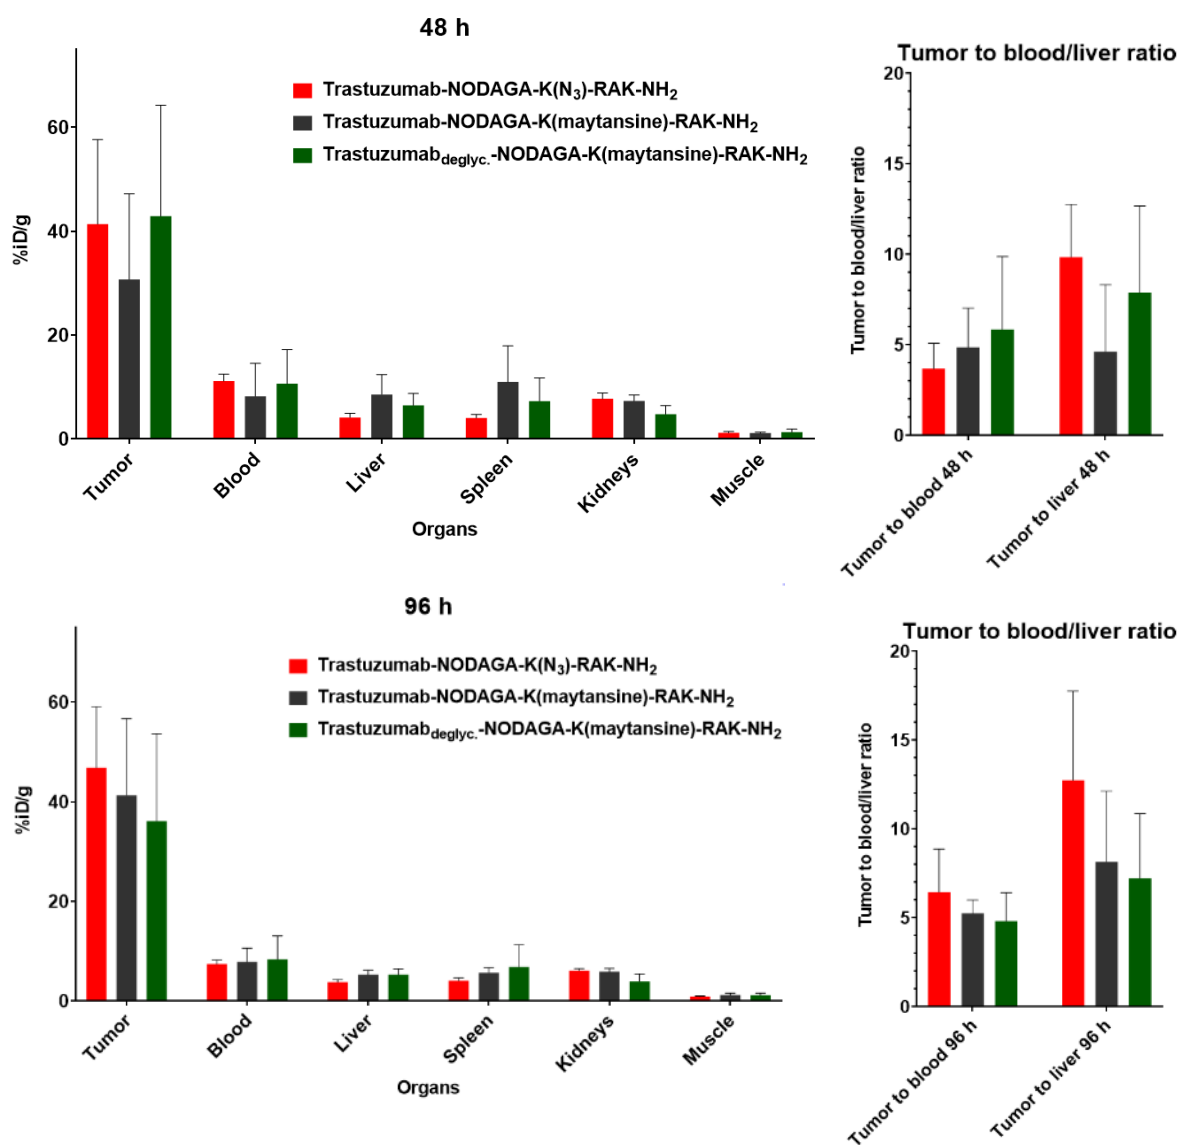 48 h
Trastuzumab-NODAGA-K(N3)-RAK-NH2
Trastuzumab-NODAGA-K(maytansine)-RAK-NH2
Trastuzumabdeglyc.-NODAGA-K(maytansine)-RAK-NH2
%iD/g
60
40
20
0
Tumor
Blood
Liver
Spleen
Kidneys
Muscle
Organs
Tumor to blood/liver ratio
Tumor to blood/liver ratio
20
15
10
5
0
Tumor to blood 48 h
Tumor to liver 48 h
96 h
Trastuzumab-NODAGA-K(N3)-RAK-NH2
Trastuzumab-NODAGA-K(maytansine)-RAK-NH2
Trastuzumabdeglyc.-NODAGA-K(maytansine)-RAK-NH2
%iD/g
60
40
20
0
Tumor
Blood
Liver
Spleen
Kidneys
Muscle
Organs
Tumor to blood/liver ratio
Tumor to blood/liver ratio
20
15
10
5
0
Tumor to blood 96 h
Tumor to liver 96 h